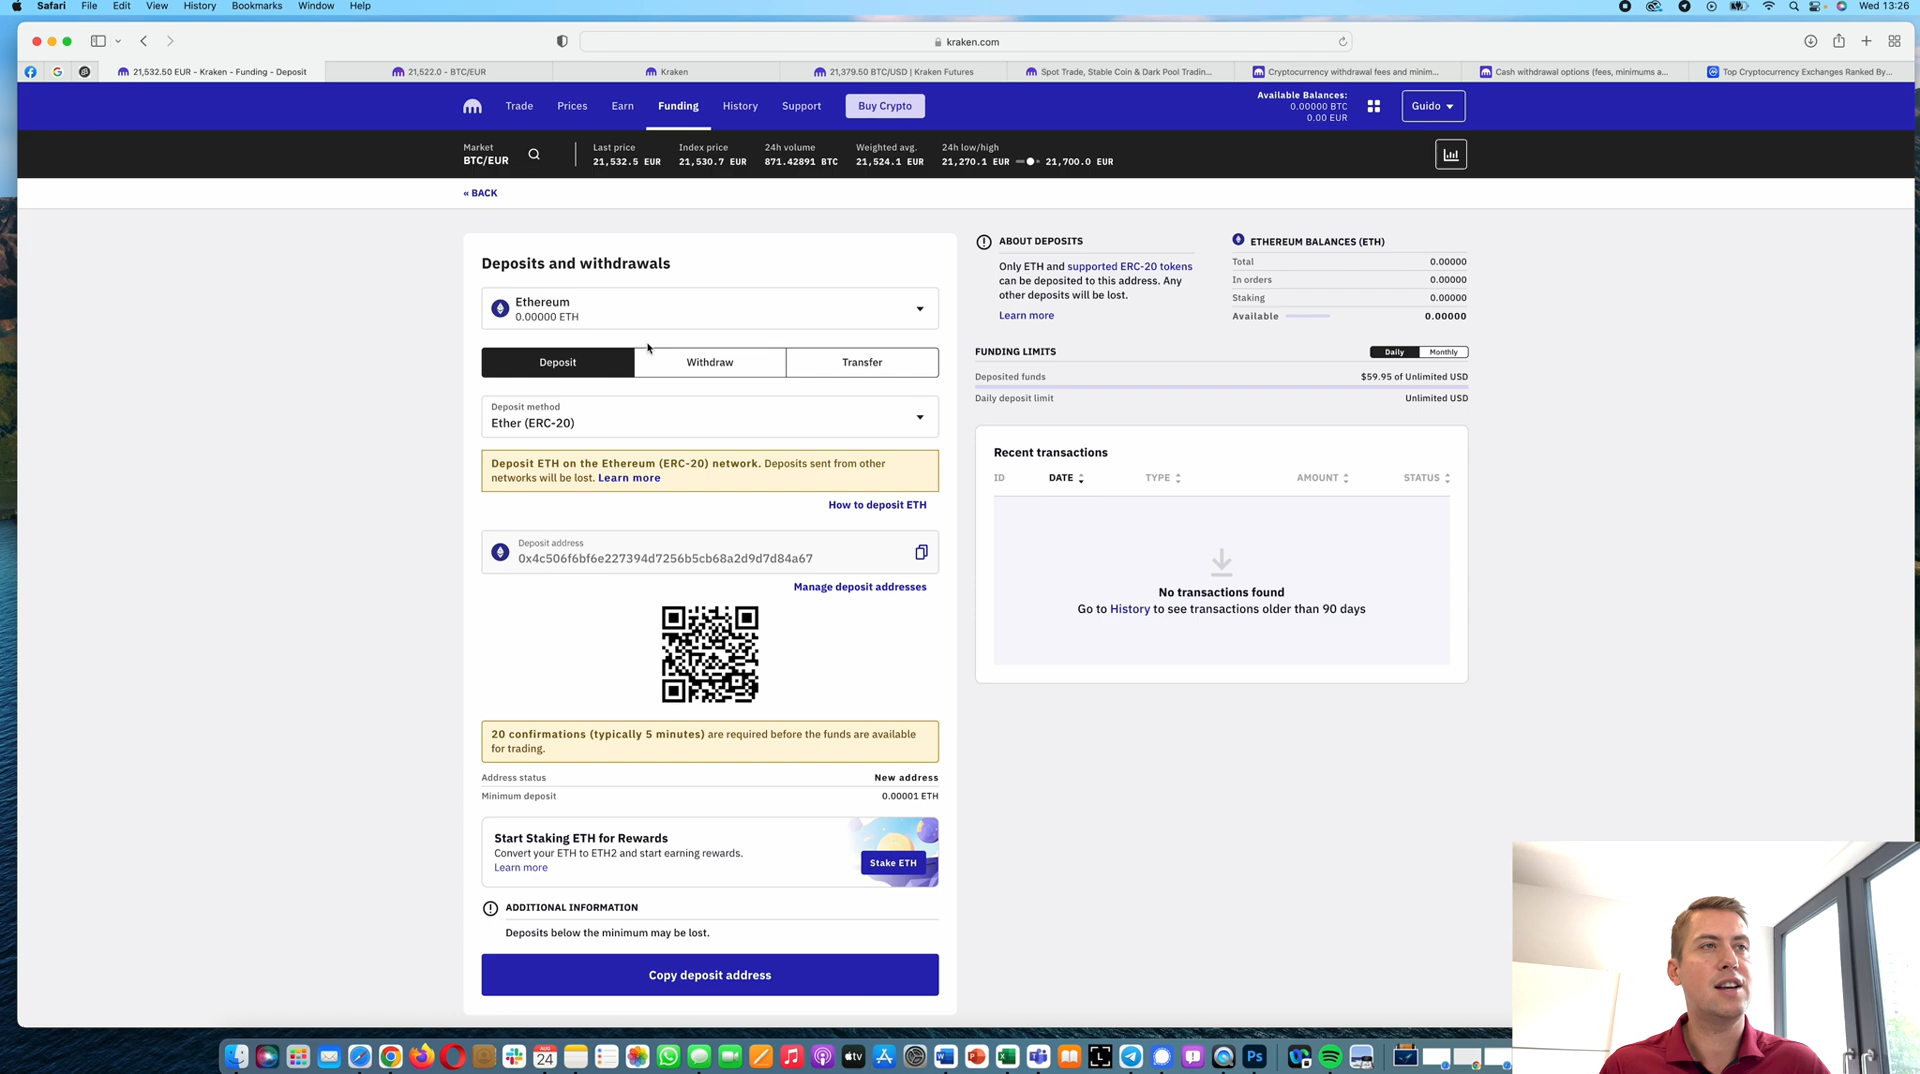 Safari File Edit View History Bookmarks Window Help Wed 13:26
kraken.com
21,532.50 EUR - Kraken - Funding - Deposit 21,522.0 - BTC/EUR Kraken 21,379.50 BTC/USD | Kraken Futures Spot Trade, Stable Coin & Dark Pool Tradin... Cryptocurrency withdrawal fees and minim... Cash withdrawal options (fees, minimums a... Top Cryptocurrency Exchanges Ranked By...
Trade Prices Earn Funding History Support Buy Crypto
Available Balances:
0.00000 BTC
0.00 EUR
Guido
Market
BTC/EUR
Last price
21,532.5 EUR
Index price
21,530.7 EUR
24h volume
871.42891 BTC
Weighted avg.
21,524.1 EUR
24h low/high
21,270.1 EUR 21,700.0 EUR
« BACK
Deposits and withdrawals
Ethereum
0.00000 ETH
Deposit Withdraw Transfer
Deposit method
Ether (ERC-20)
Deposit ETH on the Ethereum (ERC-20) network. Deposits sent from other
networks will be lost. Learn more
How to deposit ETH
Deposit address
0x4c506f6bf6e227394d7256b5cb68a2d9d7d84a67
Manage deposit addresses
20 confirmations (typically 5 minutes) are required before the funds are available
for trading.
Address status New address
Minimum deposit 0.00001 ETH
Start Staking ETH for Rewards
Convert your ETH to ETH2 and start earning rewards.
Learn more
Stake ETH
ADDITIONAL INFORMATION
Deposits below the minimum may be lost.
Copy deposit address
ABOUT DEPOSITS
Only ETH and supported ERC-20 tokens
can be deposited to this address. Any
other deposits will be lost.
Learn more
ETHEREUM BALANCES (ETH)
Total 0.00000
In orders 0.00000
Staking 0.00000
Available 0.00000
FUNDING LIMITS Daily Monthly
Deposited funds $59.95 of Unlimited USD
Daily deposit limit Unlimited USD
Recent transactions
ID DATE TYPE AMOUNT STATUS
No transactions found
Go to History to see transactions older than 90 days
24
L
Ps